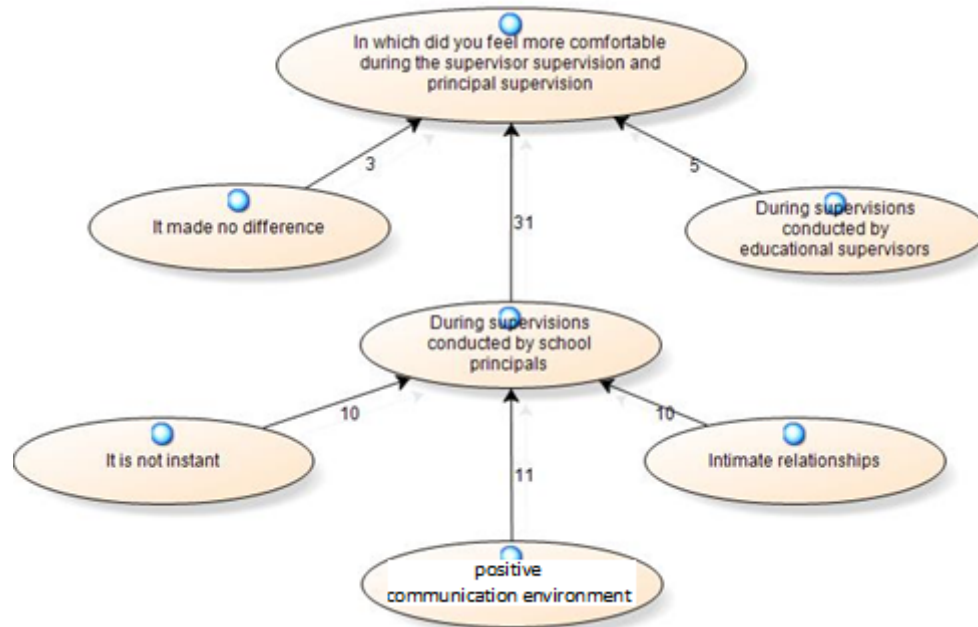 In which did you feel more comfortable
during the supervisor supervision and
principal supervision
3
5
It made no difference
31
During supervisions
conducted by
educational supervisors
During supervisions
conducted by school
principals
10
10
It is not instant
11
Intimate relationships
positive
communication environment